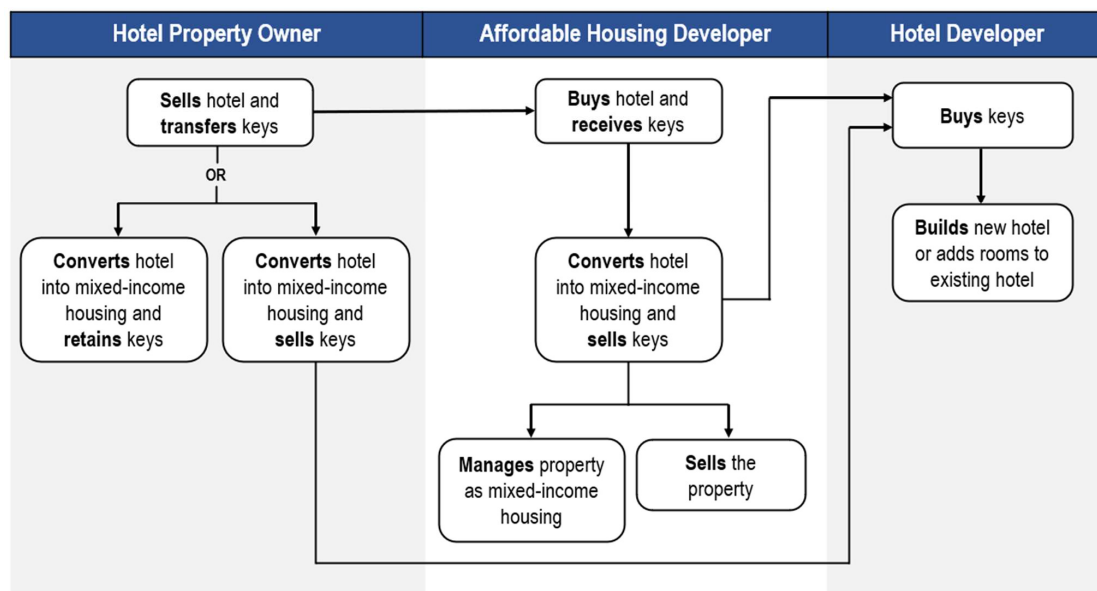 Hotel Property Owner
Affordable Housing Developer
Hotel Developer
Sells hotel and
transfers keys
OR
Converts hotel
into mixed-income
housing and
retains keys
Converts hotel
into mixed-income
housing and
sells keys
Buys hotel and
receives keys
Converts hotel
into mixed-income
housing and
sells keys
Manages property
as mixed-income
housing
Sells the
property
Buys keys
Builds new hotel
or adds rooms to
existing hotel